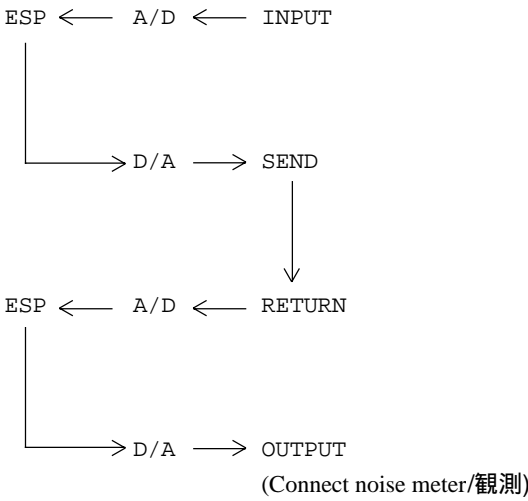 ESP A/D INPUT
D/A SEND
ESP A/D RETURN
D/A OUTPUT
(Connect noise meter/観測)